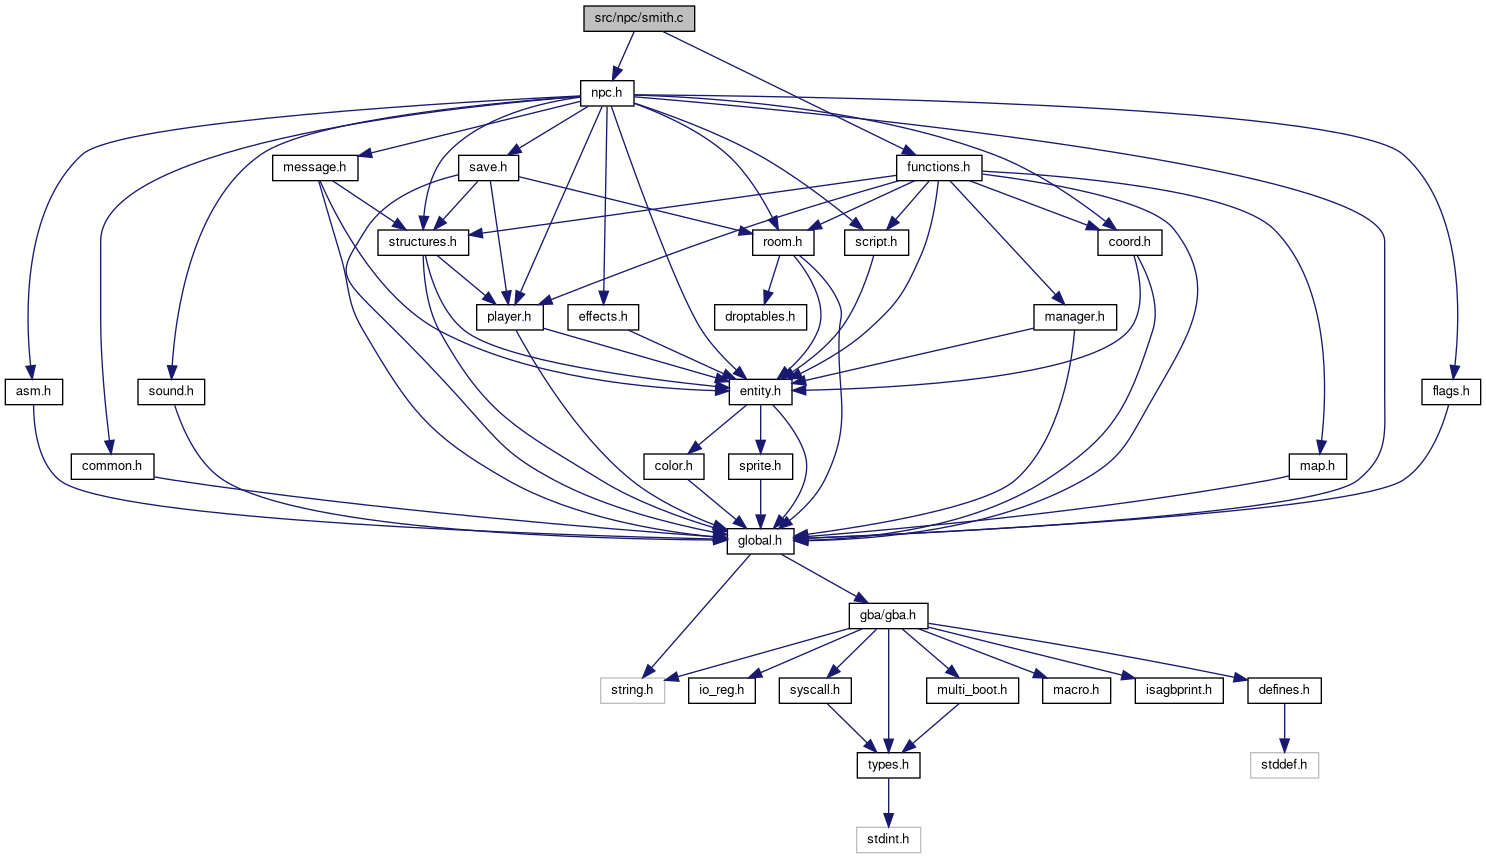 src/npc/smith.c
npc.h
message.h
save.h
functions.h
structures.h
room.h
script.h
coord.h
player.h
effects.h
droptables.h
manager.h
asm.h
sound.h
entity.h
flags.h
common.h
color.h
sprite.h
map.h
global.h
gba/gba.h
string.h
io_reg.h
syscall.h
multi_boot.h
macro.h
isagbprint.h
defines.h
types.h
stddef.h
stdint.h